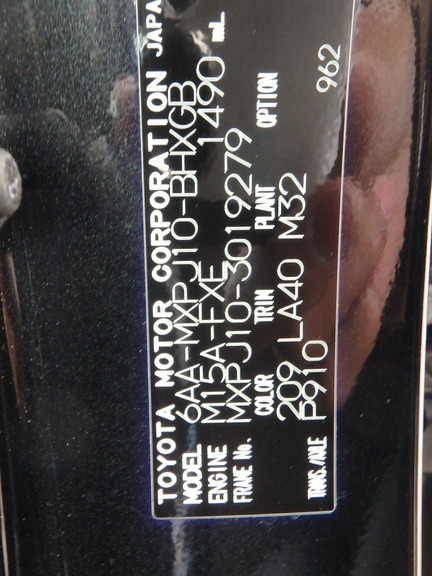 TOYOTA MOTOR CORPORATION JAPA
MODEL 6AA-MXPJ10-BHXGB
ENGINE M15A-FXE 1490 mL
FRAME No. MXPJ10-3019279
COLOR TRIM PLANT OPTION
209 LA40 M32
TRANS./AXLE P910 962